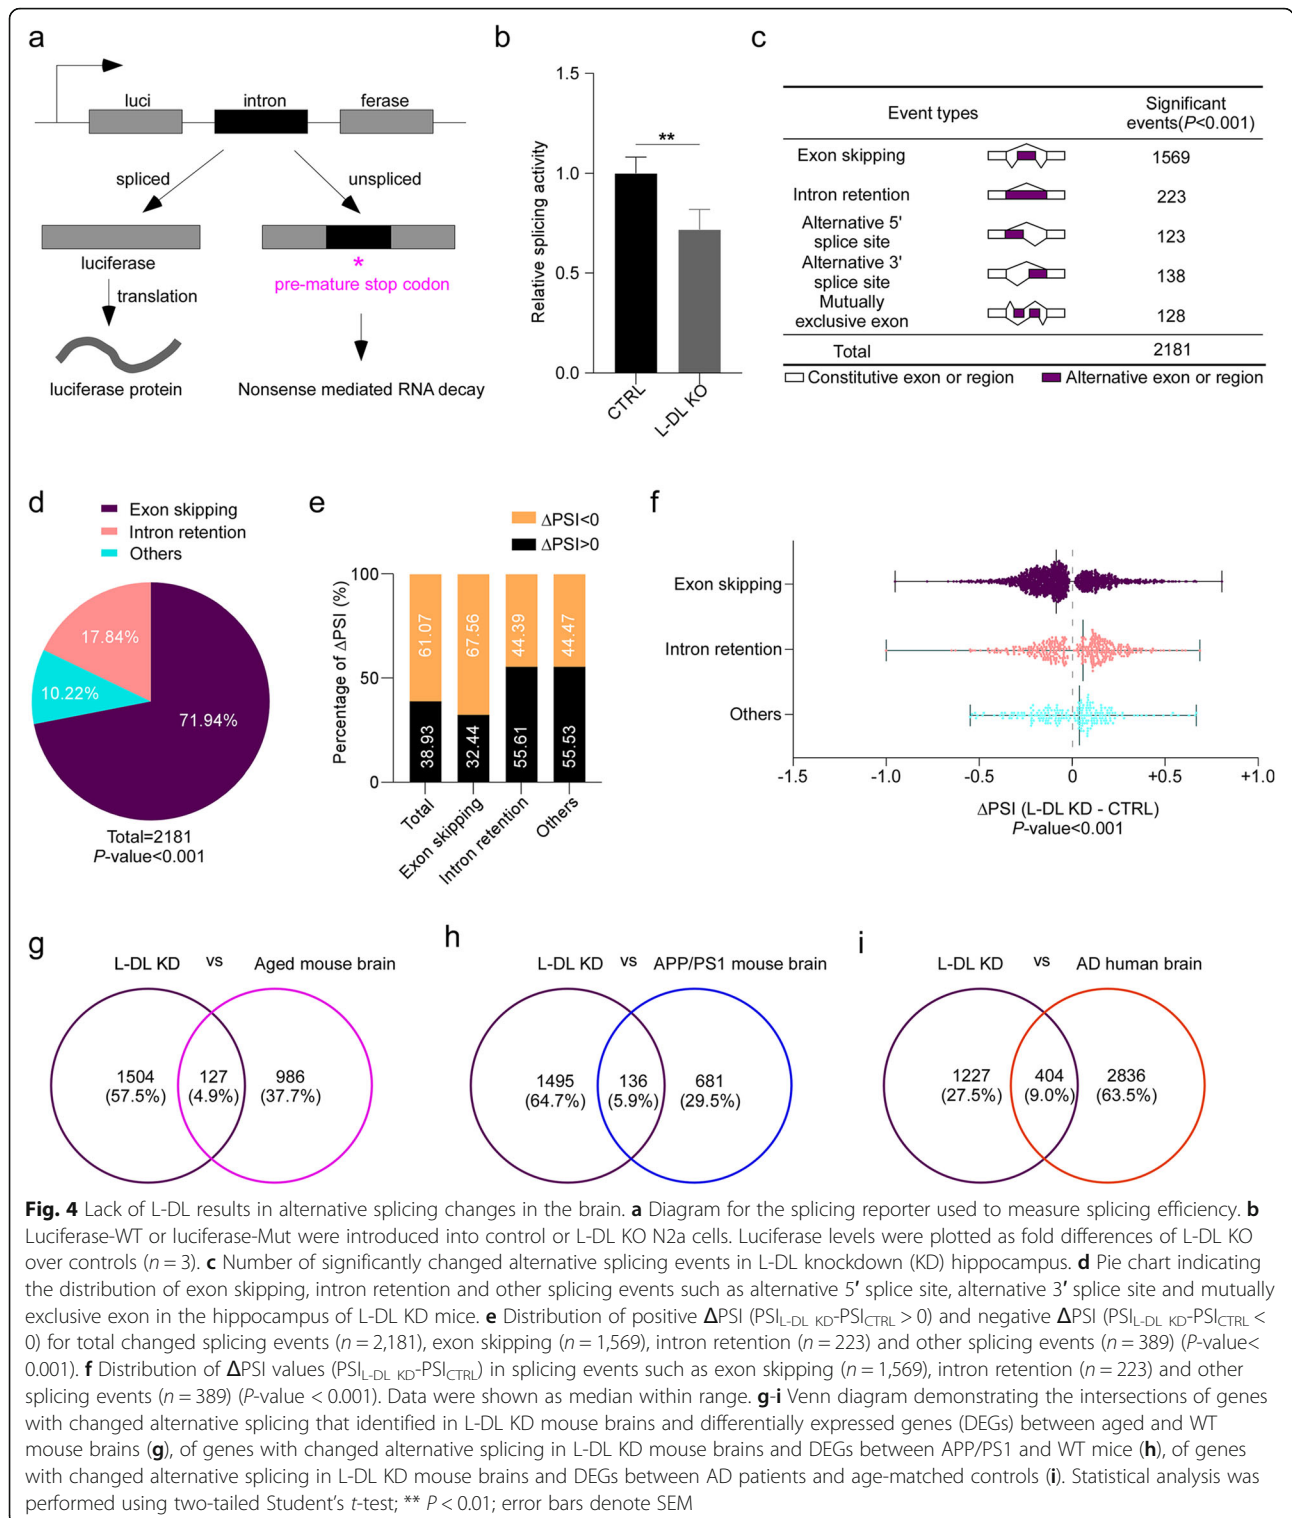 a
luci intron ferase
spliced unspliced
luciferase
*
pre-mature stop codon
translation
luciferase protein
Nonsense mediated RNA decay
b
Relative splicing activity
1.5
1.0
0.5
0.0
**
CTRL
L-DL KO
c
Event types Significant
events(P<0.001)
Exon skipping 1569
Intron retention 223
Alternative 5'
splice site 123
Alternative 3'
splice site 138
Mutually
exclusive exon 128
Total 2181
Constitutive exon or region Alternative exon or region
d
Exon skipping
Intron retention
Others
17.84%
10.22%
71.94%
Total=2181
P-value<0.001
e
ΔPSI<0
ΔPSI>0
Percentage of ΔPSI (%)
100
50
0
61.07 67.56 44.39 44.47
38.93 32.44 55.61 55.53
Total
Exon skipping
Intron retention
Others
f
Exon skipping
Intron retention
Others
-1.5 -1.0 -0.5 0 +0.5 +1.0
ΔPSI (L-DL KD - CTRL)
P-value<0.001
g
L-DL KD vs Aged mouse brain
1504 127 986
(57.5%) (4.9%) (37.7%)
h
L-DL KD vs APP/PS1 mouse brain
1495 136 681
(64.7%) (5.9%) (29.5%)
i
L-DL KD vs AD human brain
1227 404 2836
(27.5%) (9.0%) (63.5%)
Fig. 4 Lack of L-DL results in alternative splicing changes in the brain. a Diagram for the splicing reporter used to measure splicing efficiency. b
Luciferase-WT or luciferase-Mut were introduced into control or L-DL KO N2a cells. Luciferase levels were plotted as fold differences of L-DL KO
over controls (n = 3). c Number of significantly changed alternative splicing events in L-DL knockdown (KD) hippocampus. d Pie chart indicating
the distribution of exon skipping, intron retention and other splicing events such as alternative 5′ splice site, alternative 3′ splice site and mutually
exclusive exon in the hippocampus of L-DL KD mice. e Distribution of positive ΔPSI (PSIL-DL KD-PSICTRL > 0) and negative ΔPSI (PSIL-DL KD-PSICTRL <
0) for total changed splicing events (n = 2,181), exon skipping (n = 1,569), intron retention (n = 223) and other splicing events (n = 389) (P-value<
0.001). f Distribution of ΔPSI values (PSIL-DL KD-PSICTRL) in splicing events such as exon skipping (n = 1,569), intron retention (n = 223) and other
splicing events (n = 389) (P-value < 0.001). Data were shown as median within range. g-i Venn diagram demonstrating the intersections of genes
with changed alternative splicing that identified in L-DL KD mouse brains and differentially expressed genes (DEGs) between aged and WT
mouse brains (g), of genes with changed alternative splicing in L-DL KD mouse brains and DEGs between APP/PS1 and WT mice (h), of genes
with changed alternative splicing in L-DL KD mouse brains and DEGs between AD patients and age-matched controls (i). Statistical analysis was
performed using two-tailed Student's t-test; ** P < 0.01; error bars denote SEM